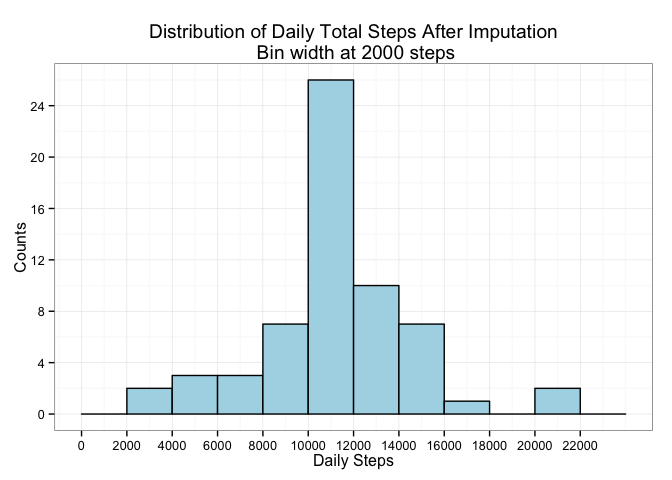 Distribution of Daily Total Steps After Imputation
Bin width at 2000 steps
Counts
24
20
16
12
8
4
0
0 2000 4000 6000 8000 10000 12000 14000 16000 18000 20000 22000
Daily Steps